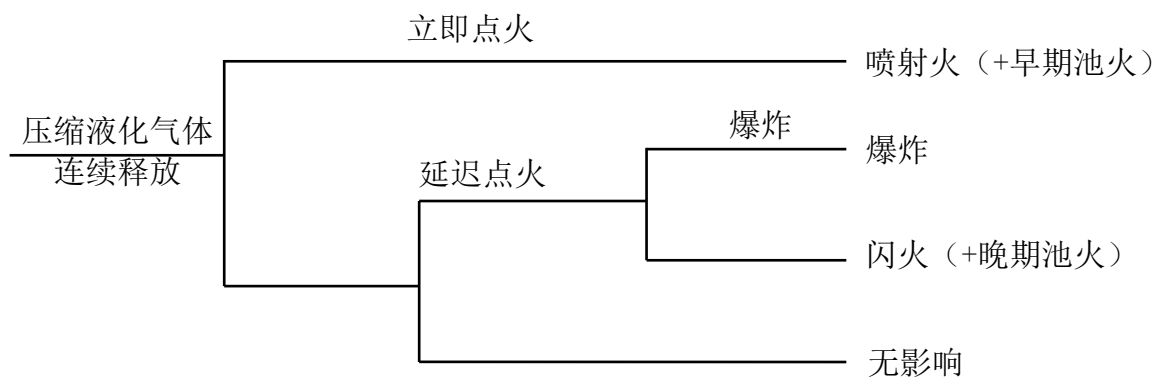 立即点火
喷射火（+早期池火）
压缩液化气体
连续释放
爆炸
爆炸
延迟点火
闪火（+晚期池火）
无影响